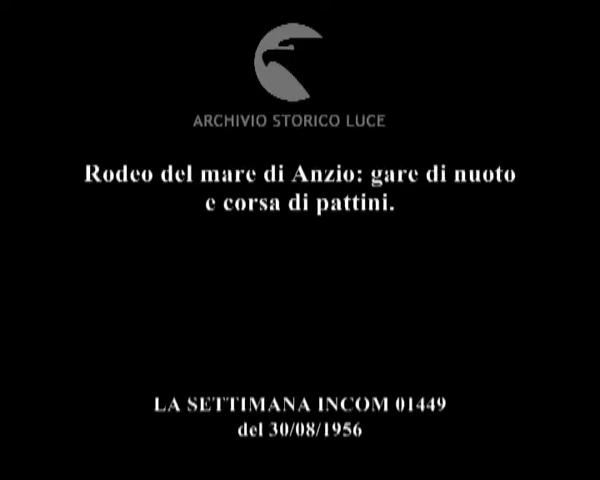 ARCHIVIO STORICO LUCE
Rodeo del mare di Anzio: gare di nuoto
e corsa di pattini.
LA SETTIMANA INCOM 01449
del 30/08/1956